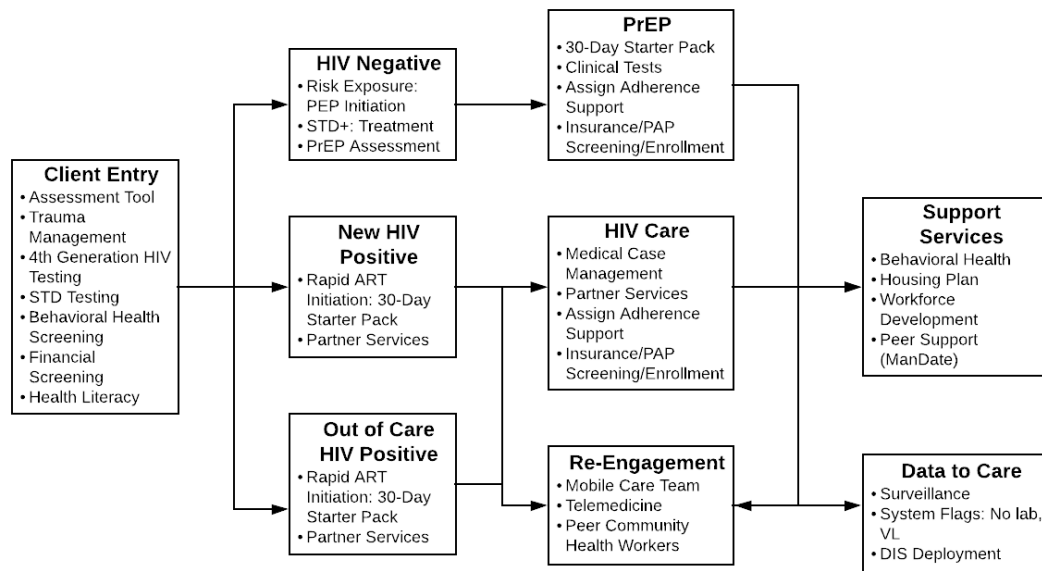 Client Entry
• Assessment Tool
• Trauma
Management
• 4th Generation HIV
Testing
• STD Testing
• Behavioral Health
Screening
• Financial
Screening
• Health Literacy
HIV Negative
• Risk Exposure:
PEP Initiation
• STD+: Treatment
• PrEP Assessment
New HIV
Positive
• Rapid ART
Initiation: 30-Day
Starter Pack
• Partner Services
Out of Care
HIV Positive
• Rapid ART
Initiation: 30-Day
Starter Pack
• Partner Services
PrEP
• 30-Day Starter Pack
• Clinical Tests
• Assign Adherence
Support
• Insurance/PAP
Screening/Enrollment
HIV Care
• Medical Case
Management
• Partner Services
• Assign Adherence
Support
• Insurance/PAP
Screening/Enrollment
Re-Engagement
• Mobile Care Team
• Telemedicine
• Peer Community
Health Workers
Support
Services
• Behavioral Health
• Housing Plan
• Workforce
Development
• Peer Support
(ManDate)
Data to Care
• Surveillance
• System Flags: No lab,
VL
• DIS Deployment